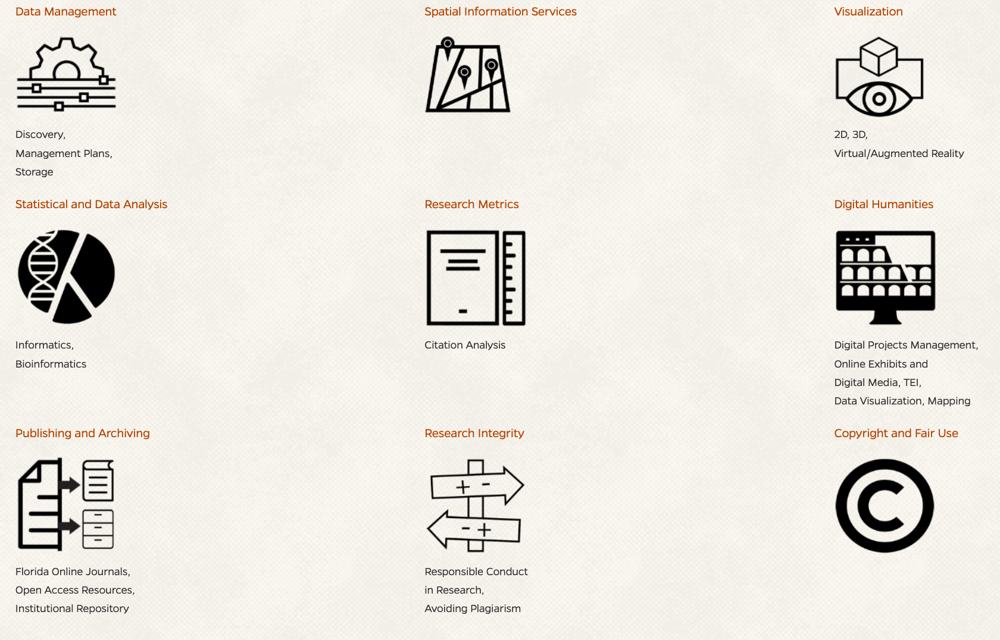 Data Management
Spatial Information Services
Visualization
Discovery,
Management Plans,
Storage
2D, 3D,
Virtual/Augmented Reality
Statistical and Data Analysis
Research Metrics
Digital Humanities
Informatics,
Bioinformatics
Citation Analysis
Digital Projects Management,
Online Exhibits and
Digital Media, TEI,
Data Visualization, Mapping
Publishing and Archiving
Research Integrity
Copyright and Fair Use
+ -
- +
C
Florida Online Journals,
Open Access Resources,
Institutional Repository
Responsible Conduct
in Research,
Avoiding Plagiarism